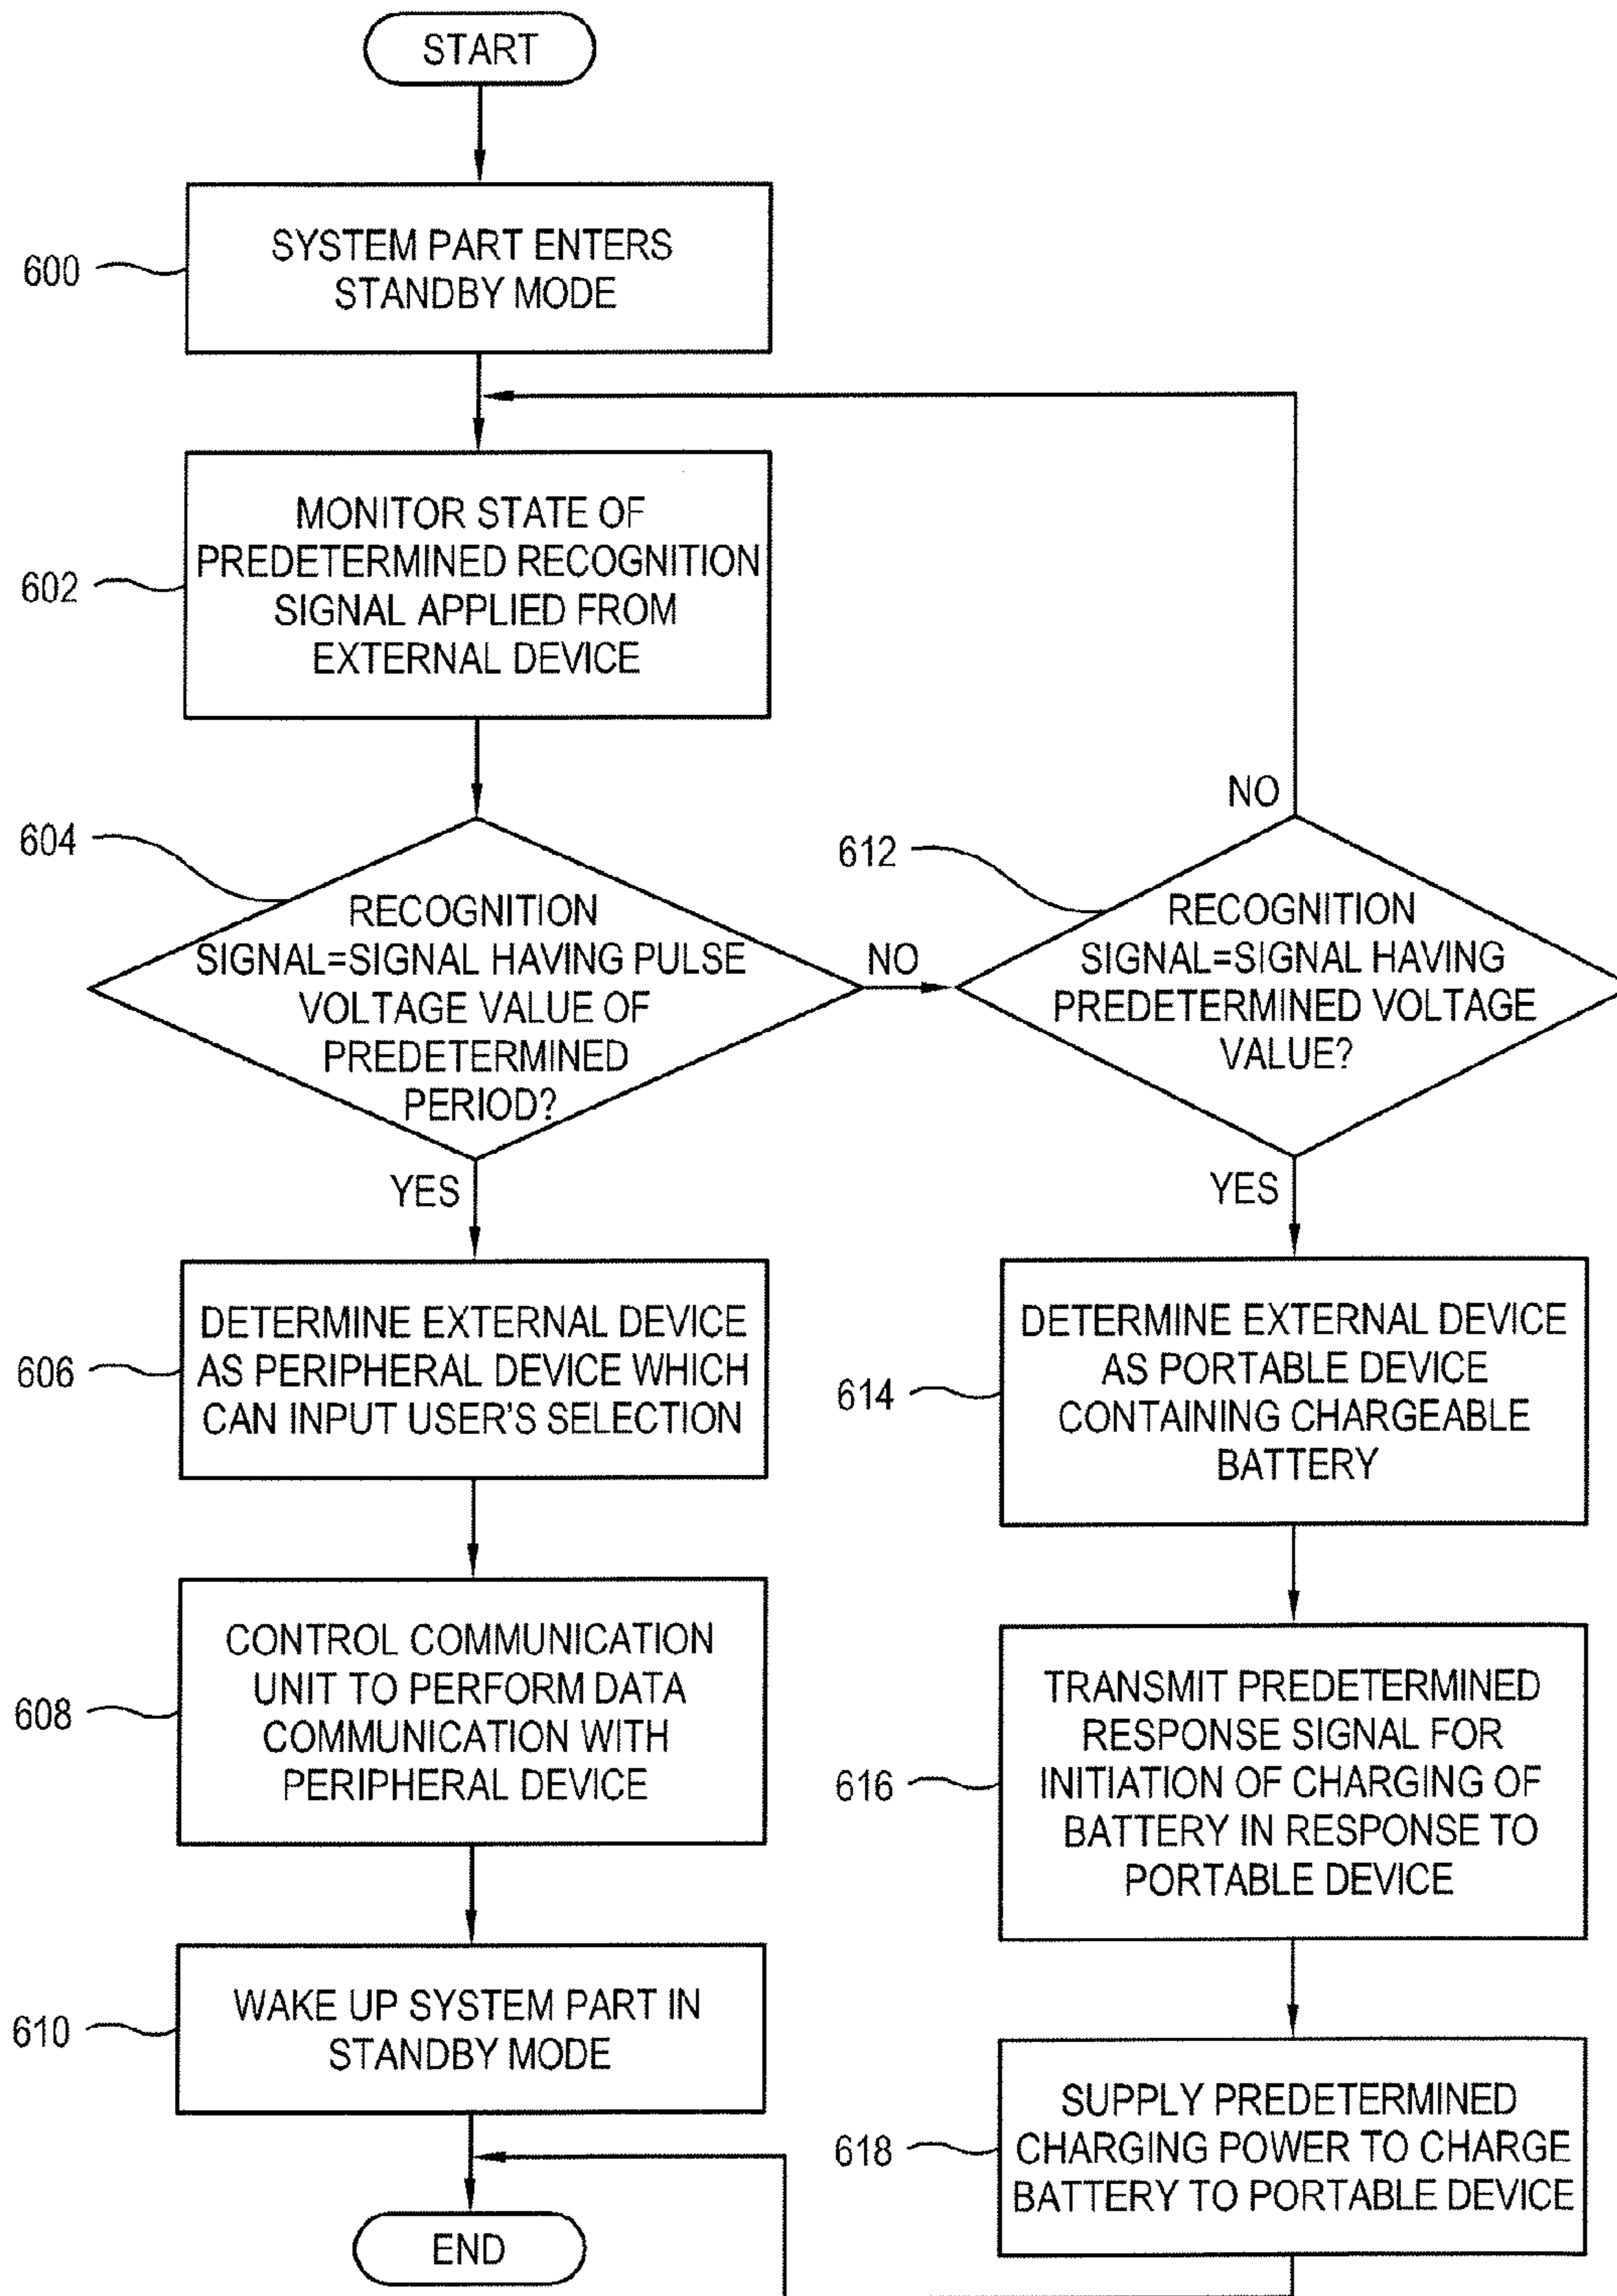 START
600
SYSTEM PART ENTERS
STANDBY MODE
602
MONITOR STATE OF
PREDETERMINED RECOGNITION
SIGNAL APPLIED FROM
EXTERNAL DEVICE
604
RECOGNITION
SIGNAL=SIGNAL HAVING PULSE
VOLTAGE VALUE OF
PREDETERMINED
PERIOD?
NO
YES
612
RECOGNITION
SIGNAL=SIGNAL HAVING
PREDETERMINED VOLTAGE
VALUE?
NO
YES
606
DETERMINE EXTERNAL DEVICE
AS PERIPHERAL DEVICE WHICH
CAN INPUT USER'S SELECTION
608
CONTROL COMMUNICATION
UNIT TO PERFORM DATA
COMMUNICATION WITH
PERIPHERAL DEVICE
610
WAKE UP SYSTEM PART IN
STANDBY MODE
614
DETERMINE EXTERNAL DEVICE
AS PORTABLE DEVICE
CONTAINING CHARGEABLE
BATTERY
616
TRANSMIT PREDETERMINED
RESPONSE SIGNAL FOR
INITIATION OF CHARGING OF
BATTERY IN RESPONSE TO
PORTABLE DEVICE
618
SUPPLY PREDETERMINED
CHARGING POWER TO CHARGE
BATTERY TO PORTABLE DEVICE
END